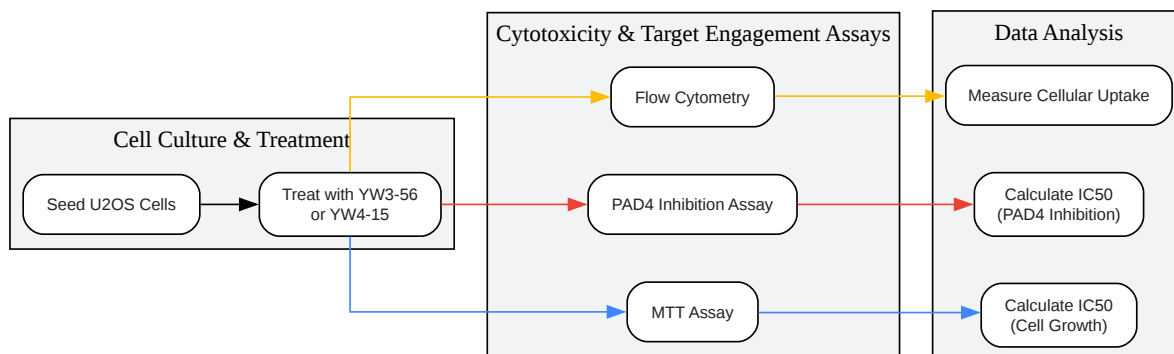 Cell Culture & Treatment
Seed U2OS Cells
Treat with YW3-56
or YW4-15
Cytotoxicity & Target Engagement Assays
Flow Cytometry
PAD4 Inhibition Assay
MTT Assay
Data Analysis
Measure Cellular Uptake
Calculate IC50
(PAD4 Inhibition)
Calculate IC50
(Cell Growth)